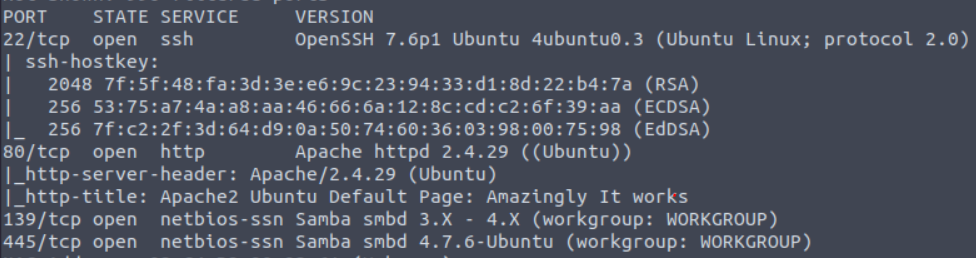 PORT STATE SERVICE VERSION
22/tcp open ssh OpenSSH 7.6p1 Ubuntu 4ubuntu0.3 (Ubuntu Linux; protocol 2.0)
| ssh-hostkey:
| 2048 7f:5f:48:fa:3d:3e:e6:9c:23:94:33:d1:8d:22:b4:7a (RSA)
| 256 53:75:a7:4a:a8:aa:46:66:6a:12:8c:cd:c2:6f:39:aa (ECDSA)
|_ 256 7f:c2:2f:3d:64:d9:0a:50:74:60:36:03:98:00:75:98 (EdDSA)
80/tcp open http Apache httpd 2.4.29 ((Ubuntu))
|_http-server-header: Apache/2.4.29 (Ubuntu)
|_http-title: Apache2 Ubuntu Default Page: Amazingly It works
139/tcp open netbios-ssn Samba smbd 3.X - 4.X (workgroup: WORKGROUP)
445/tcp open netbios-ssn Samba smbd 4.7.6-Ubuntu (workgroup: WORKGROUP)